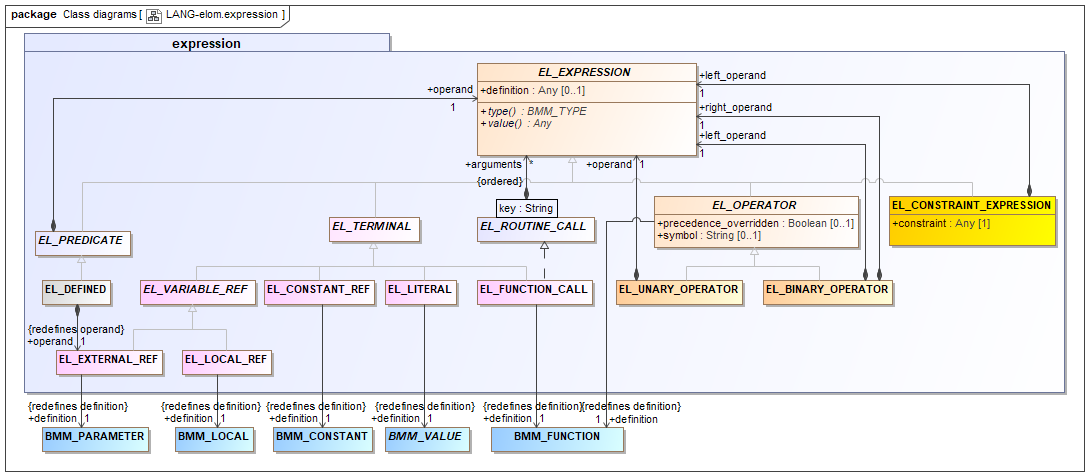 package Class diagrams [ LANG-elom.expression ]
expression
EL_EXPRESSION
+definition : Any [0..1]
+type() : BMM_TYPE
+value() : Any
+operand
1
+left_operand
1
+right_operand
1
+left_operand
1
+arguments *
{ordered}
+operand 1
key : String
EL_PREDICATE
EL_TERMINAL
EL_ROUTINE_CALL
EL_OPERATOR
+precedence_overridden : Boolean [0..1]
+symbol : String [0..1]
EL_CONSTRAINT_EXPRESSION
+constraint : Any [1]
EL_DEFINED
EL_VARIABLE_REF
EL_CONSTANT_REF
EL_LITERAL
EL_FUNCTION_CALL
EL_UNARY_OPERATOR
EL_BINARY_OPERATOR
{redefines operand}
+operand 1
EL_EXTERNAL_REF
EL_LOCAL_REF
{redefines definition}
+definition 1
{redefines definition}
+definition 1
{redefines definition}
+definition 1
{redefines definition}
+definition 1
{redefines definition}
+definition 1
{redefines definition}
1 +definition
BMM_PARAMETER
BMM_LOCAL
BMM_CONSTANT
BMM_VALUE
BMM_FUNCTION